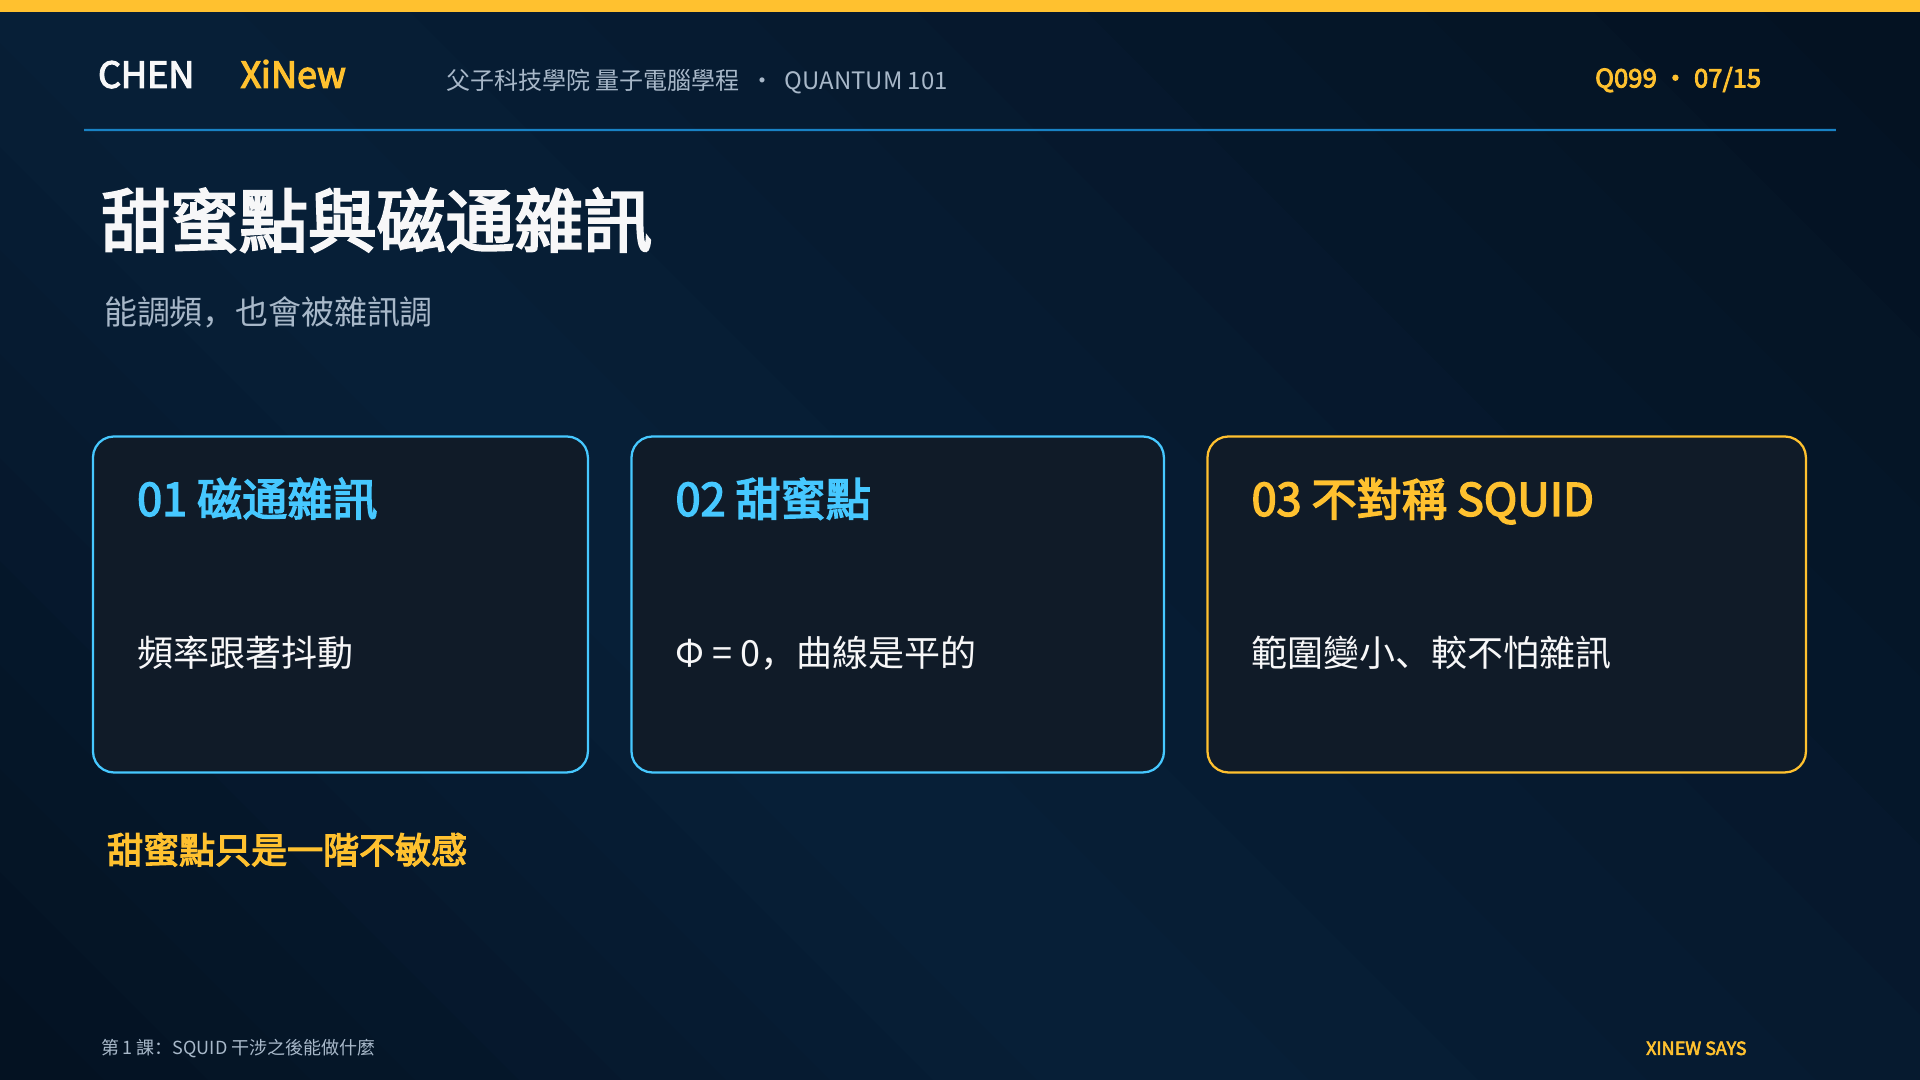 CHEN XiNew 父子科技學院 量子電腦學程 • QUANTUM 101 Q099 • 07/15
甜蜜點與磁通雜訊
能調頻，也會被雜訊調
01 磁通雜訊
頻率跟著抖動
02 甜蜜點
Φ = 0，曲線是平的
03 不對稱 SQUID
範圍變小、較不怕雜訊
甜蜜點只是一階不敏感
第 1 課：SQUID 干涉之後能做什麼
XINEW SAYS